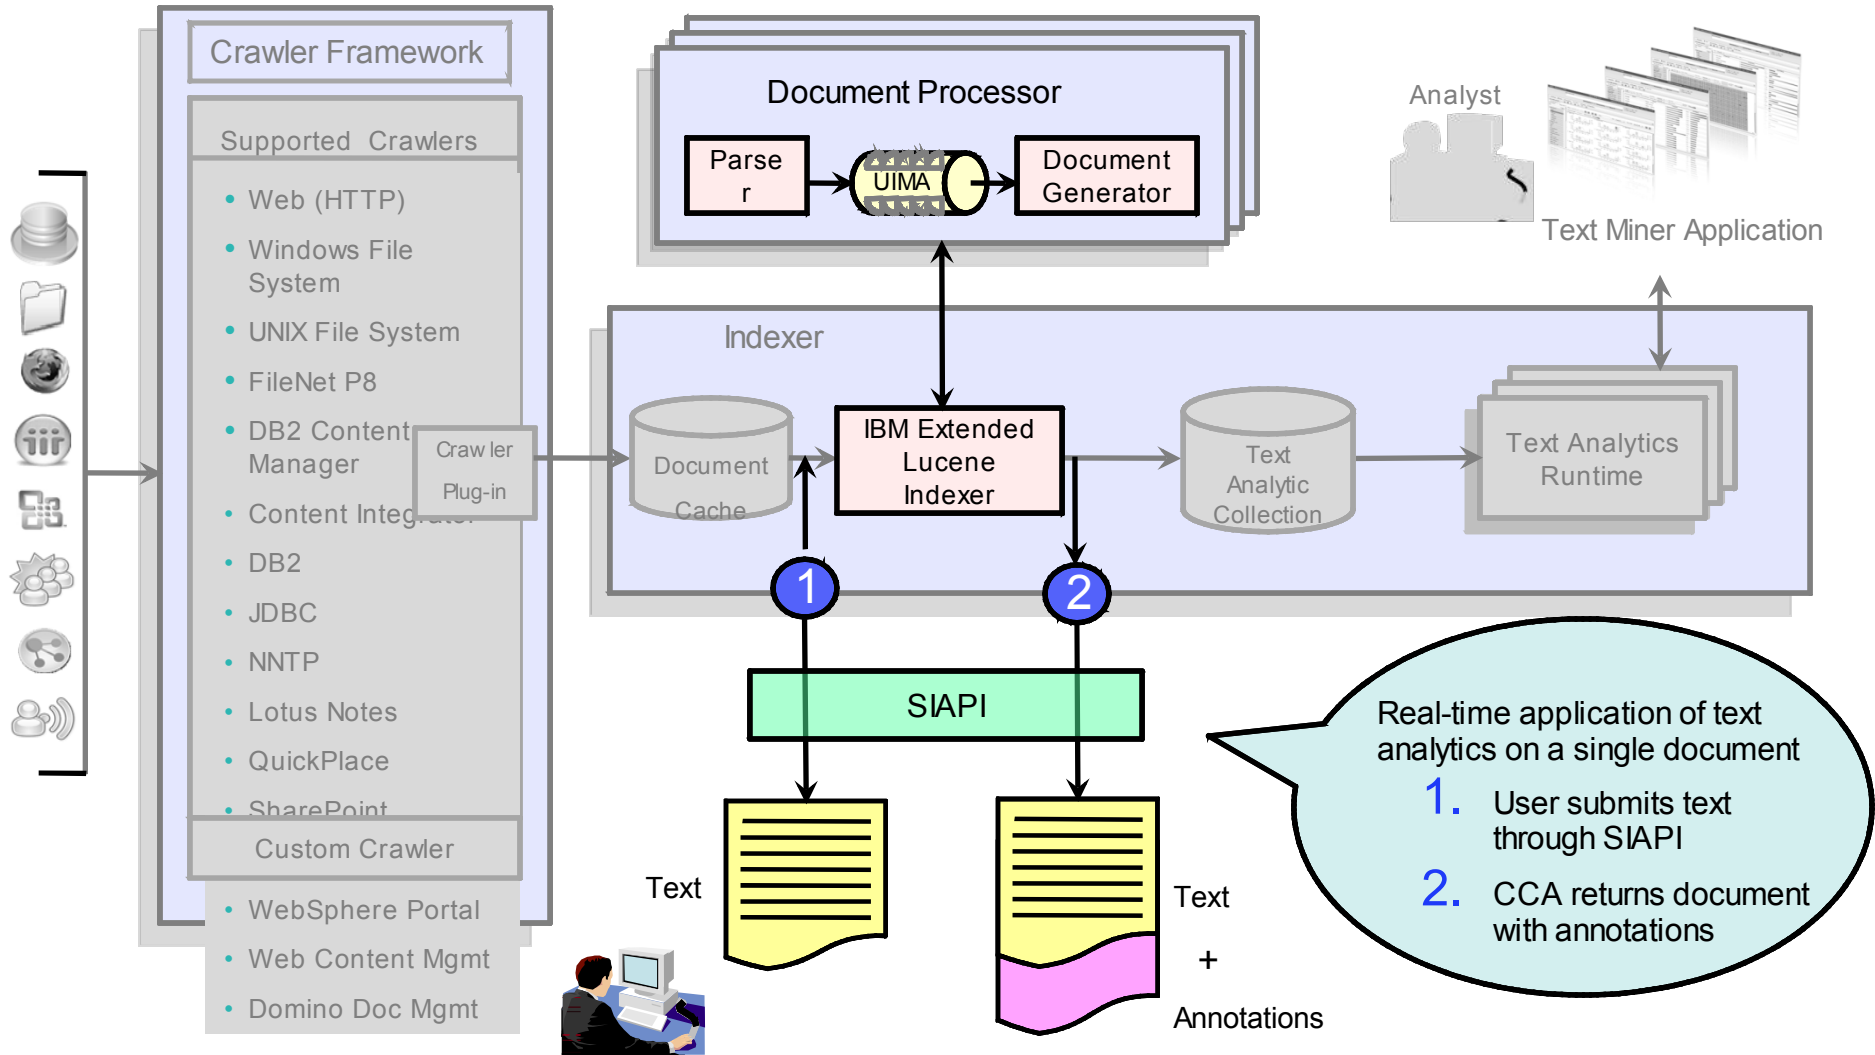 Crawler Framework
Supported Crawlers
• Web (HTTP)
• Windows File
System
• UNIX File System
• FileNet P8
• DB2 Content
Manager
• Content Integrator
• DB2
• JDBC
• NNTP
• Lotus Notes
• QuickPlace
• SharePoint
Custom Crawler
• WebSphere Portal
• Web Content Mgmt
• Domino Doc Mgmt
Crawler
Plug-in
Document Processor
Parse
r
UIMA
Document
Generator
Analyst
Text Miner Application
Indexer
Document
Cache
IBM Extended
Lucene
Indexer
Text
Analytic
Collection
Text Analytics
Runtime
1
2
SIAPI
Text
Text
+
Annotations
Real-time application of text
analytics on a single document
1. User submits text
through SIAPI
2. CCA returns document
with annotations